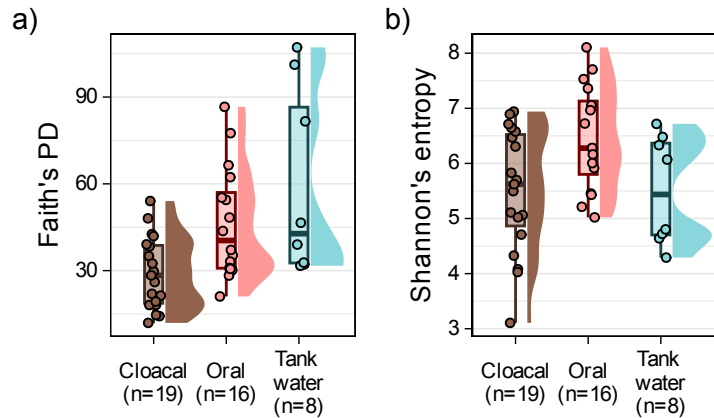 a)
Faith's PD
90
60
30
Cloacal
(n=19)
Oral
(n=16)
Tank
water
(n=8)
b)
Shannon's entropy
8
7
6
5
4
3
Cloacal
(n=19)
Oral
(n=16)
Tank
water
(n=8)